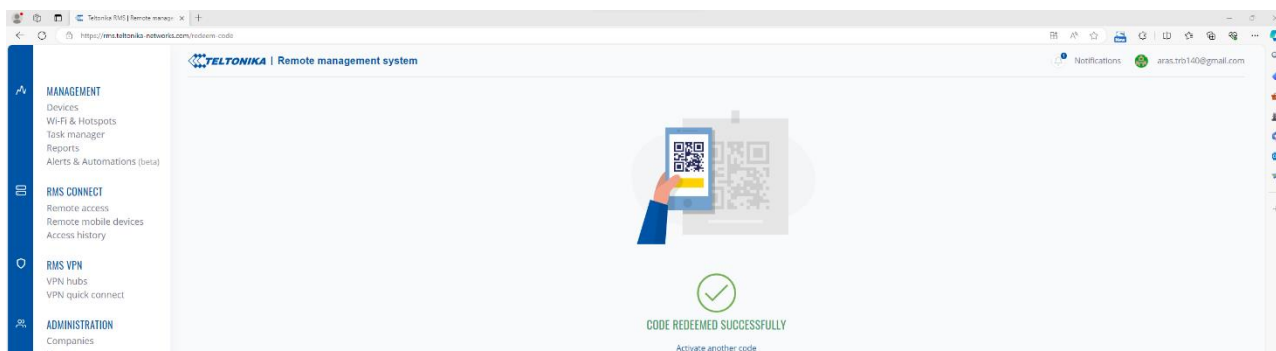 Teltonika RMS | Remote manage
https://rms.teltonika-networks.com/redeem-code
TELTONIKA | Remote management system
Notifications
aras.trb140@gmail.com
MANAGEMENT
Devices
Wi-Fi & Hotspots
Task manager
Reports
Alerts & Automations (beta)
RMS CONNECT
Remote access
Remote mobile devices
Access history
RMS VPN
VPN hubs
VPN quick connect
ADMINISTRATION
Companies
CODE REDEEMED SUCCESSFULLY
Activate another code